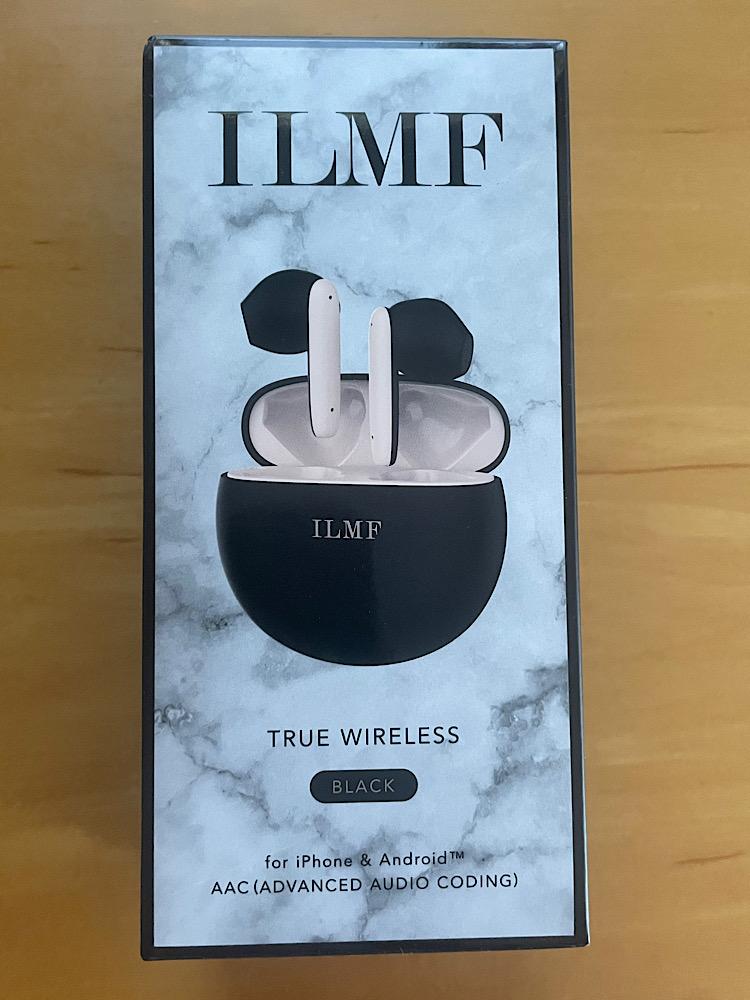 ILMF
ILMF
TRUE WIRELESS
BLACK
for iPhone & Android™
AAC(ADVANCED AUDIO CODING)